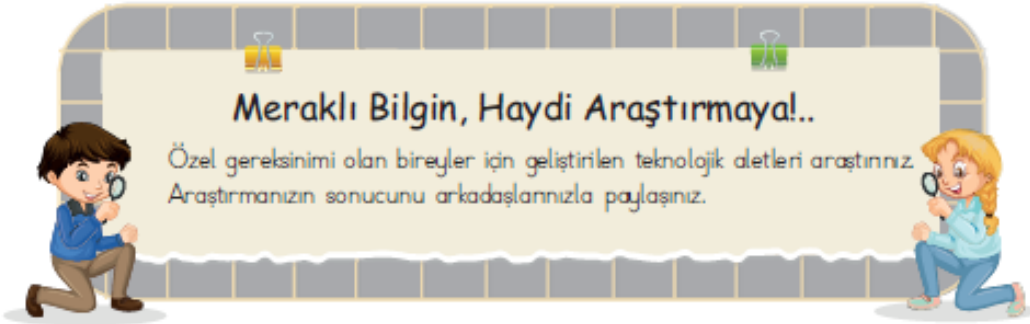 Meraklı Bilgin, Haydi Araştırmaya!..
Özel gereksinimi olan bireyler için geliştirilen teknolojik aletleri araştırınız.
Araştırmanızın sonucunu arkadaşlarınızla paylaşınız.